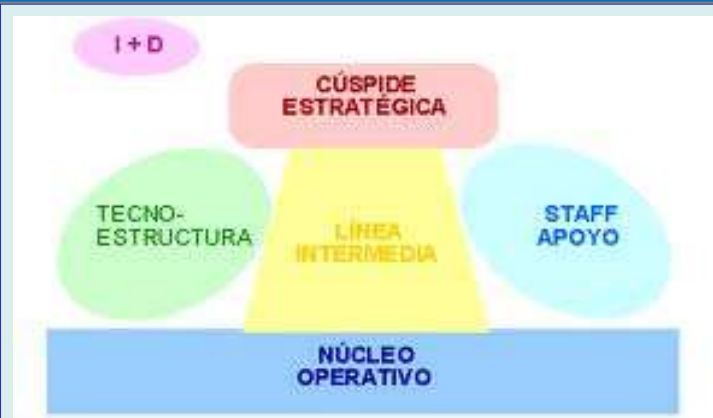 I + D
CÚSPIDE
ESTRATÉGICA
TECNO-
ESTRUCTURA
LÍNEA
INTERMEDIA
STAFF
APOYO
NÚCLEO
OPERATIVO